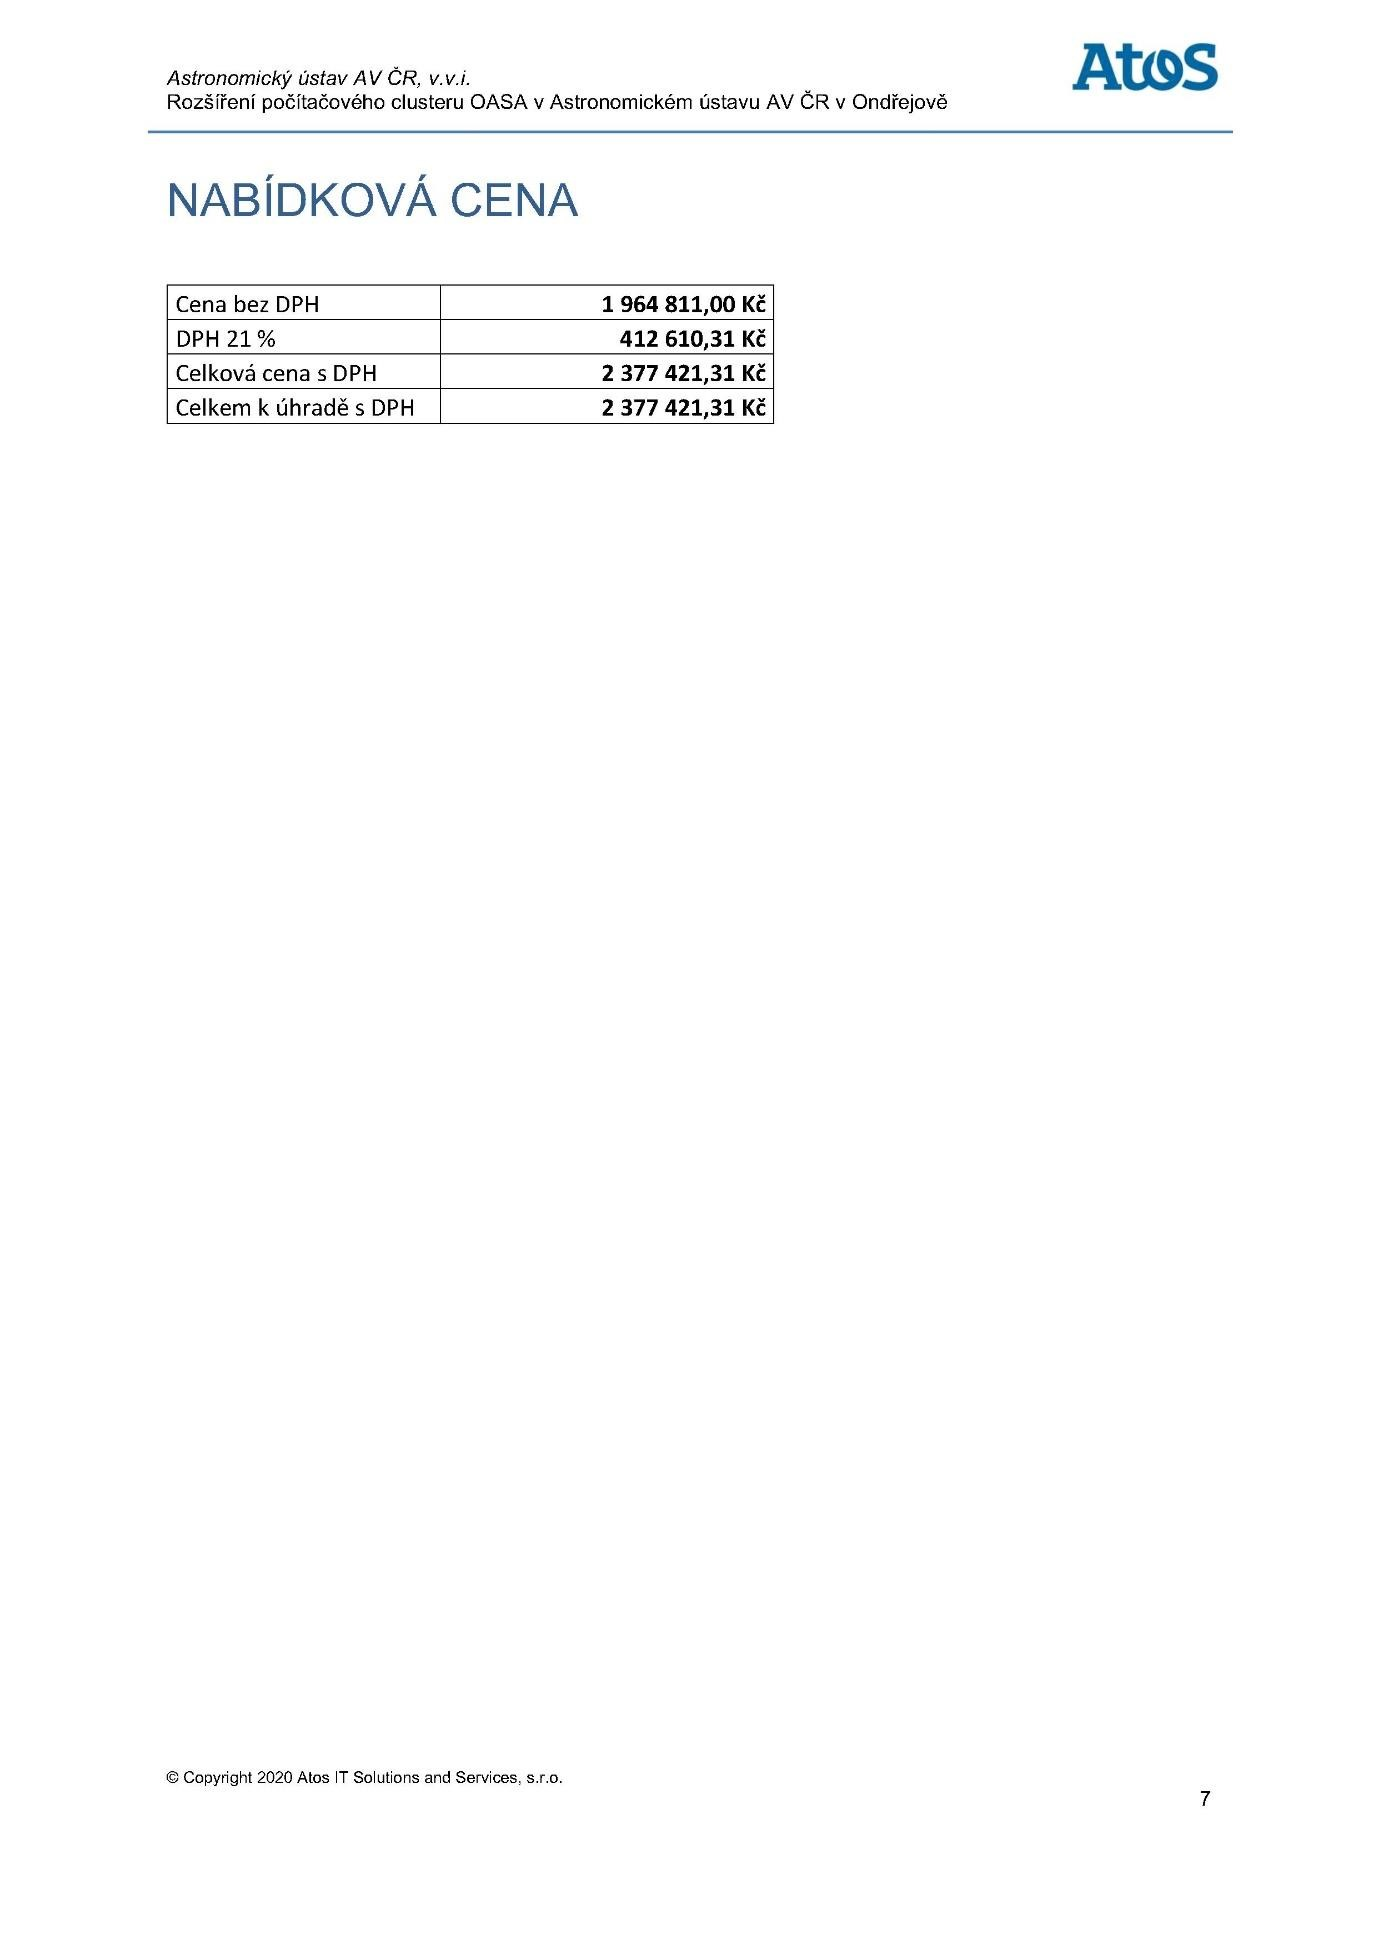 Astronomický ústav AV ČR, v.v.i.
Rozšíření počítačového clusteru OASA v Astronomickém ústavu AV ČR v Ondřejově
Atos
NABÍDKOVÁ CENA
Cena bez DPH 1 964 811,00 Kč
DPH 21 % 412 610,31 Kč
Celková cena s DPH 2 377 421,31 Kč
Celkem k úhradě s DPH 2 377 421,31 Kč
© Copyright 2020 Atos IT Solutions and Services, s.r.o.
7